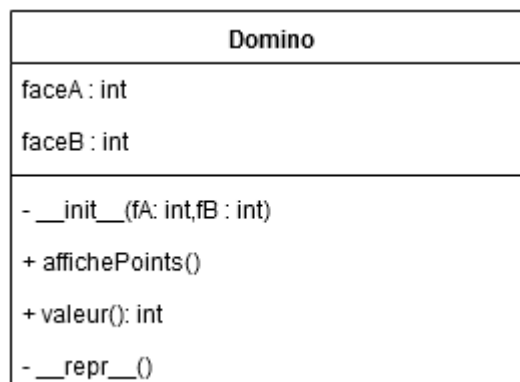 Domino
faceA : int
faceB : int
- __init__(fA: int,fB : int)
+ affichePoints()
+ valeur(): int
- __repr__()